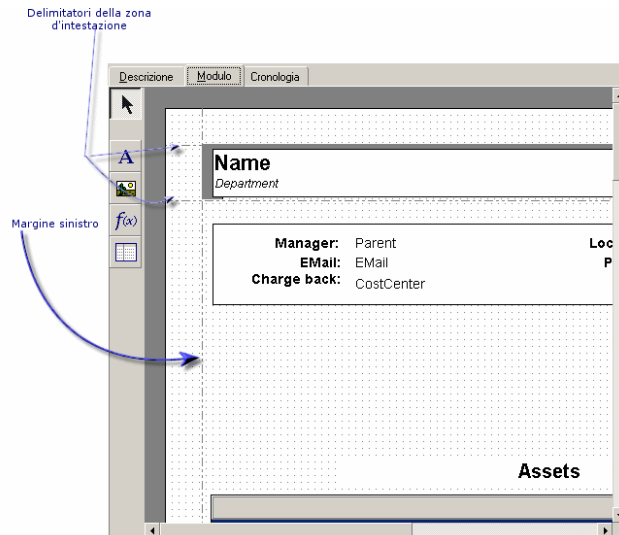 Delimitatori della zona
d'intestazione
Descrizione Modulo Cronologia
A
Name
Department
f(x)
Margine sinistro
Manager: Parent Loc
EMail: EMail P
Charge back: CostCenter
Assets